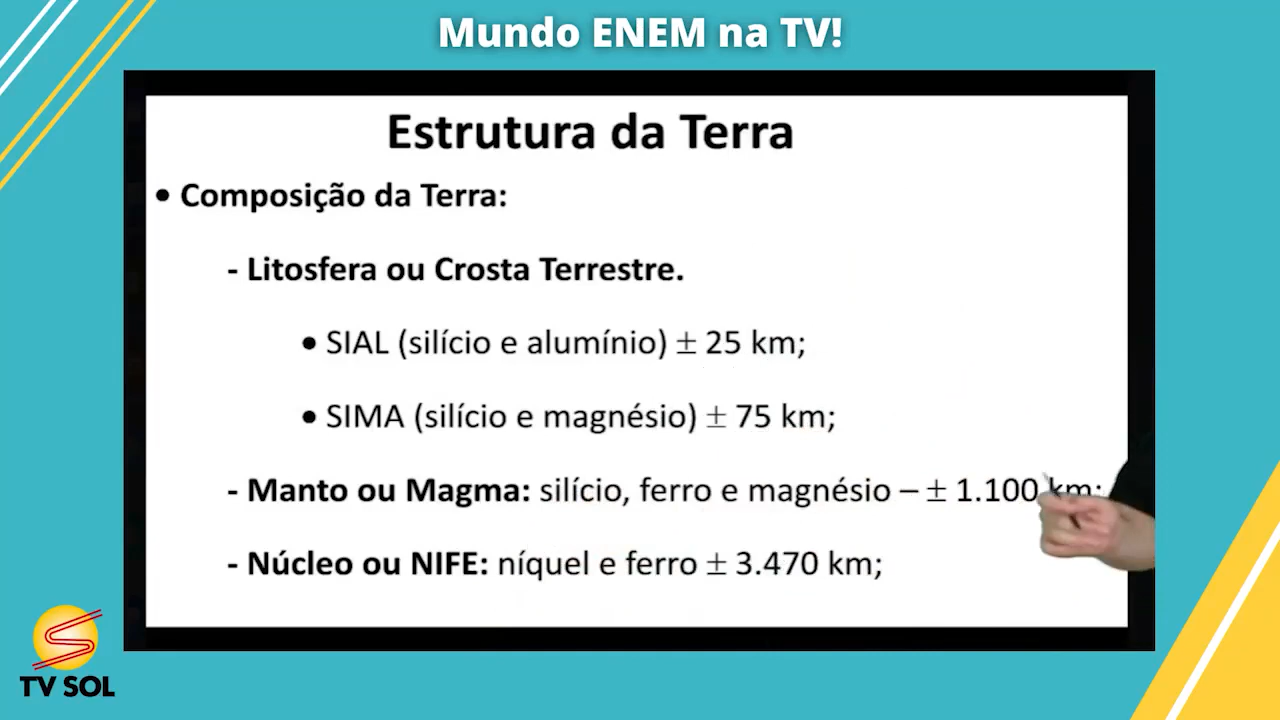 Mundo ENEM na TV!
Estrutura da Terra
• Composição da Terra:
- Litosfera ou Crosta Terrestre.
• SIAL (silício e alumínio) ± 25 km;
• SIMA (silício e magnésio) ± 75 km;
- Manto ou Magma: silício, ferro e magnésio – ± 1.100 km;
- Núcleo ou NIFE: níquel e ferro ± 3.470 km;
TV SOL